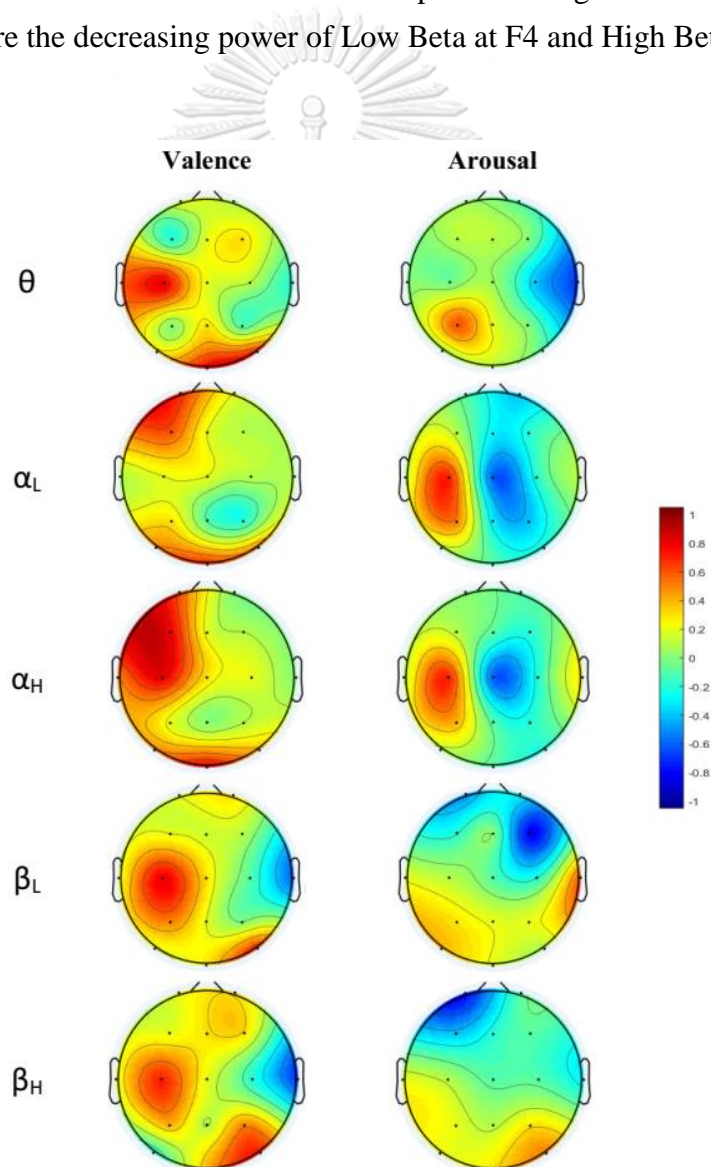 re the decreasing power of Low Beta at F4 and High Bet
Valence Arousal
θ
αL
αH
βL
βH
1
0.8
0.6
0.4
0.2
0
-0.2
-0.4
-0.6
-0.8
-1